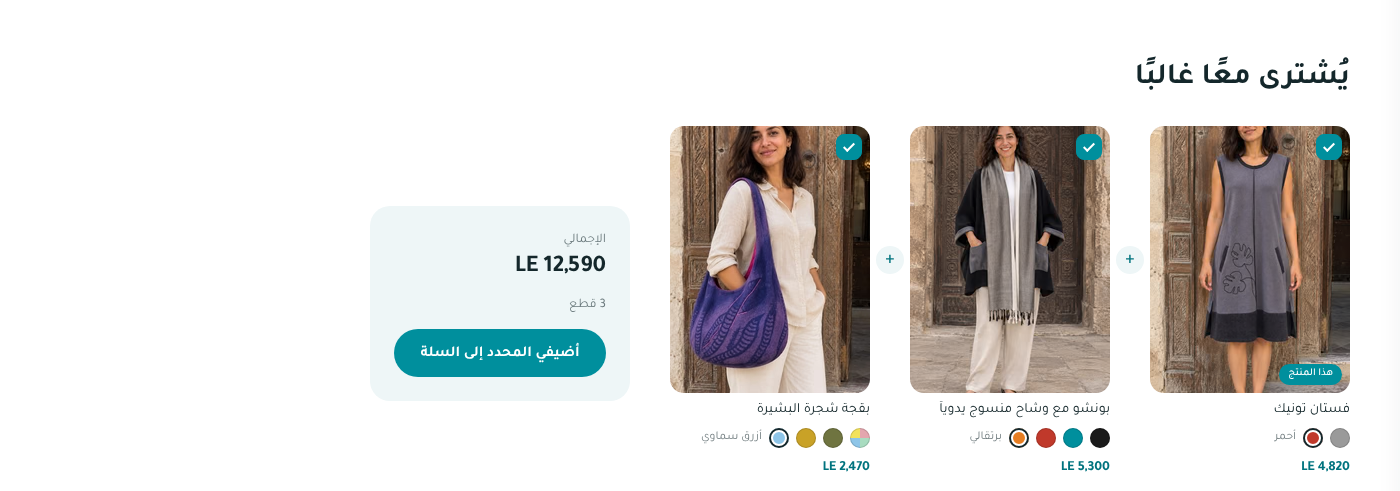 يُشترى معًا غالبًا
هذا المنتج
فستان تونيك
أحمر
LE 4,820
+
بونشو مع وشاح منسوج يدوياً
برتقالي
LE 5,300
+
بقجة شجرة البشيرة
أزرق سماوي
LE 2,470
الإجمالي
LE 12,590
3 قطع
أضيفي المحدد إلى السلة